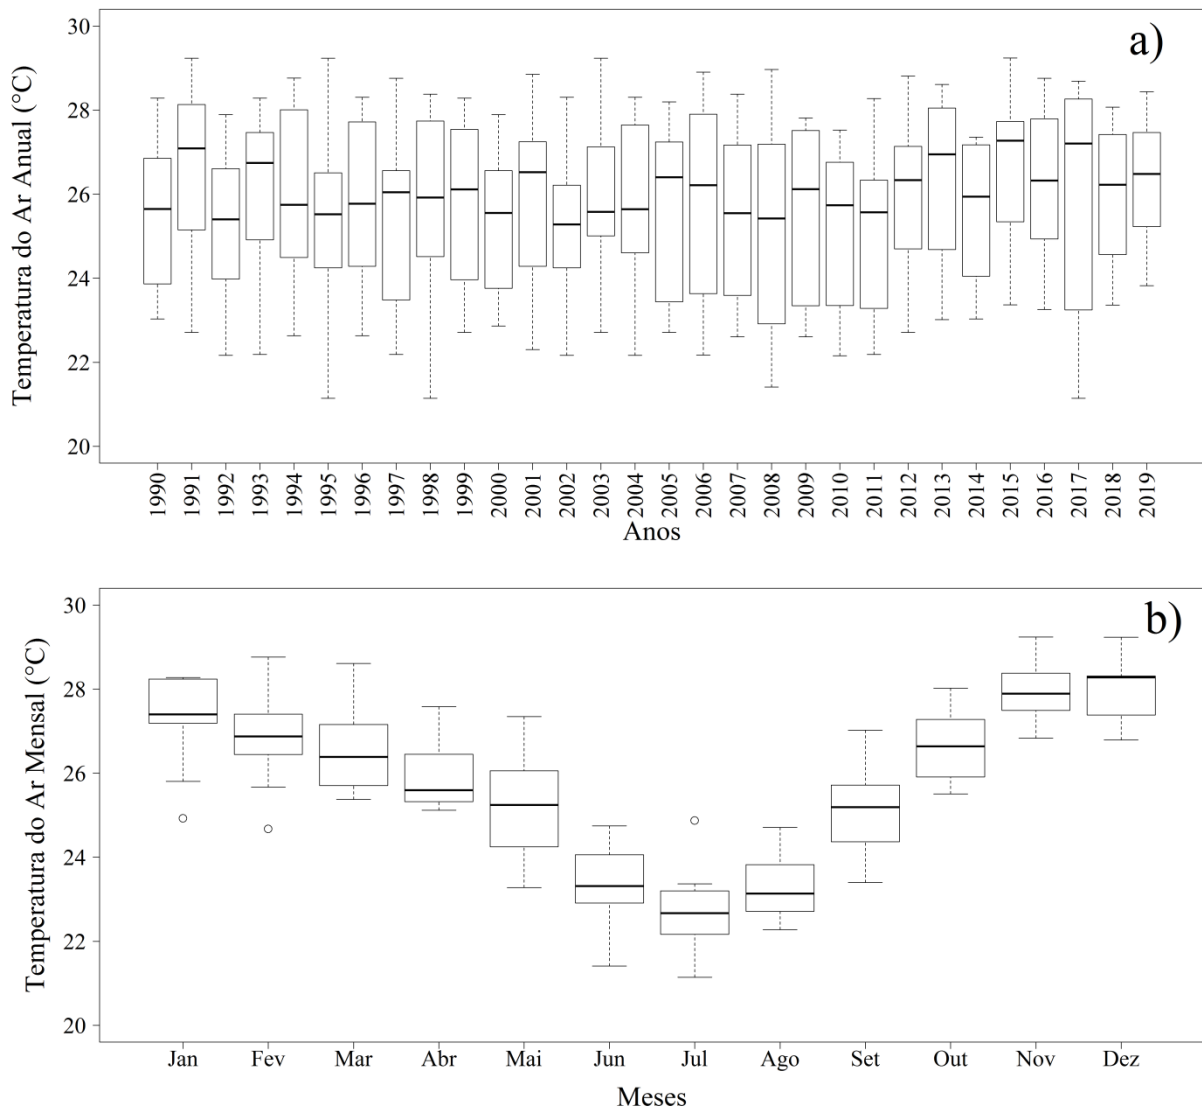 a)
Temperatura do Ar Anual (°C)
30
28
26
24
22
20
1990 1991 1992 1993 1994 1995 1996 1997 1998 1999 2000 2001 2002 2003 2004 2005 2006 2007 2008 2009 2010 2011 2012 2013 2014 2015 2016 2017 2018 2019
Anos
b)
Temperatura do Ar Mensal (°C)
30
28
26
24
22
20
Jan Fev Mar Abr Mai Jun Jul Ago Set Out Nov Dez
Meses